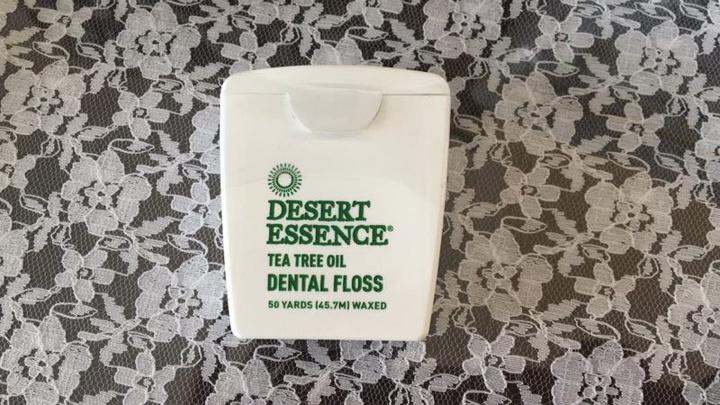 DESERT
ESSENCE®
TEA TREE OIL
DENTAL FLOSS
50 YARDS (45.7M) WAXED